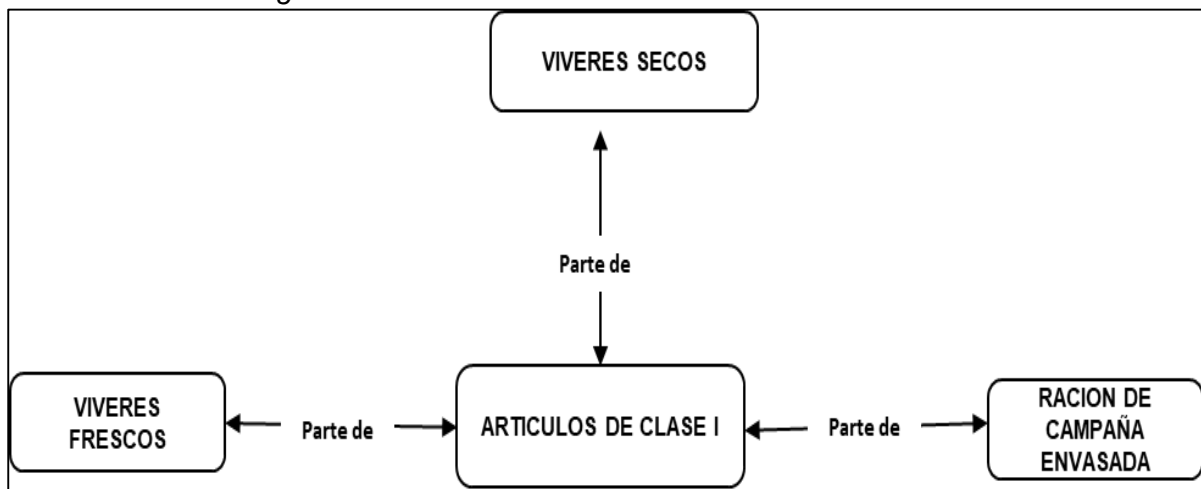 VIVERES SECOS
Parte de
VIVERES
FRESCOS
Parte de
ARTICULOS DE CLASE I
Parte de
RACION DE
CAMPAÑA
ENVASADA